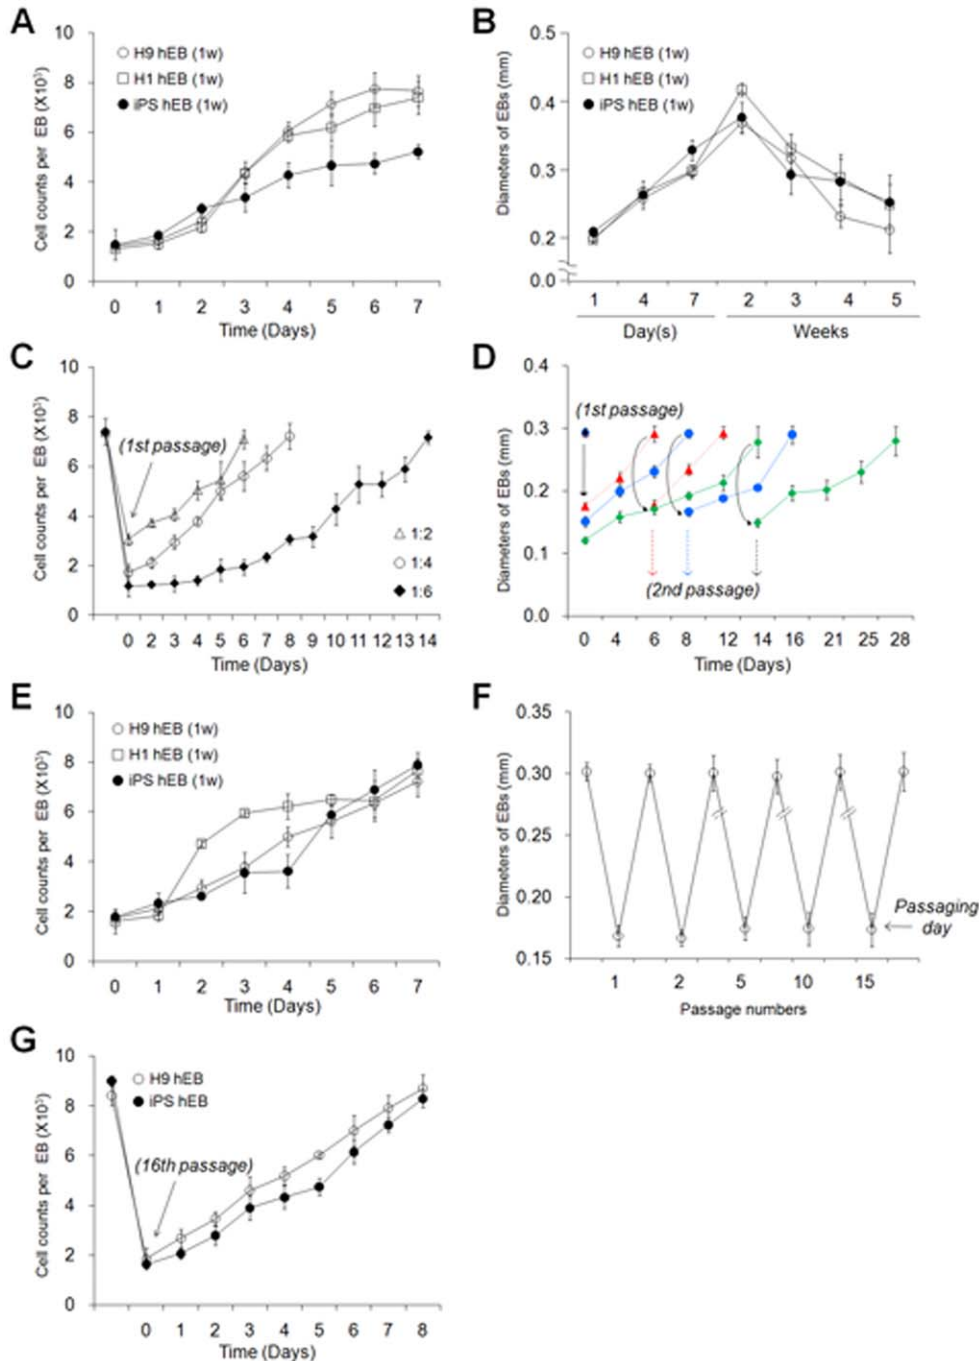 A
10
8
6
4
2
0
Cell counts per EB (X10³)
H9 hEB (1w)
H1 hEB (1w)
iPS hEB (1w)
0 1 2 3 4 5 6 7
Time (Days)
B
0.5
0.4
0.3
0.2
0.0
Diameters of EBs (mm)
H9 hEB (1w)
H1 hEB (1w)
iPS hEB (1w)
1 4 7 2 3 4 5
Day(s) Weeks
C
10
8
6
4
2
0
Cell counts per EB (X10³)
(1st passage)
1:2
1:4
1:6
0 2 3 4 5 6 7 8 9 10 11 12 13 14
Time (Days)
D
0.4
0.3
0.2
0.1
0.0
Diameters of EBs (mm)
(1st passage)
(2nd passage)
0 4 6 8 12 14 16 21 25 28
Time (Days)
E
10
8
6
4
2
0
Cell counts per EB (X10³)
H9 hEB (1w)
H1 hEB (1w)
iPS hEB (1w)
0 1 2 3 4 5 6 7
Time (Days)
F
0.35
0.30
0.25
0.20
0.15
Diameters of EBs (mm)
Passaging
day
1 2 5 10 15
Passage numbers
G
10
8
6
4
2
0
Cell counts per EB (X10³)
H9 hEB
iPS hEB
(16th passage)
0 1 2 3 4 5 6 7 8
Time (Days)